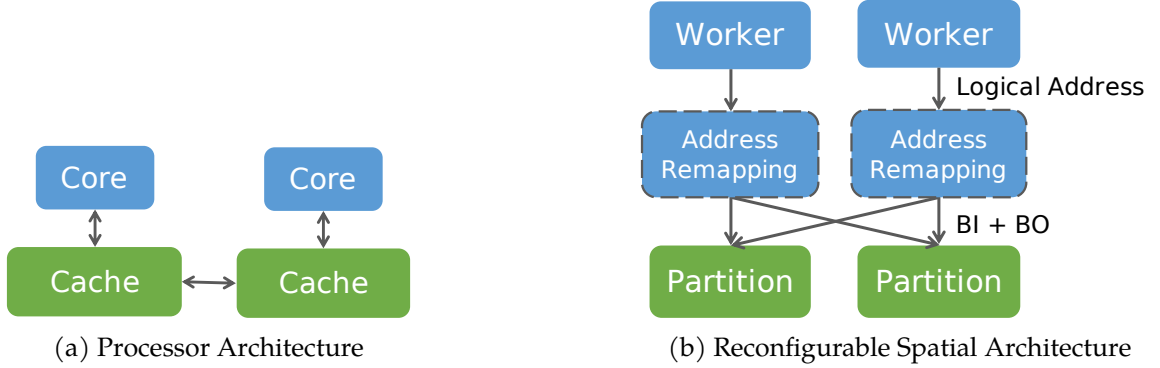 Core
Core
Cache
Cache
(a) Processor Architecture
Worker
Worker
Logical Address
Address
Remapping
Address
Remapping
BI + BO
Partition
Partition
(b) Reconfigurable Spatial Architecture